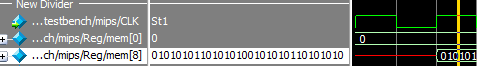 New Divider
...testbench/mips/CLK St1
...ch/mips/Reg/mem[0] 0 0
...ch/mips/Reg/mem[8] 01010101101010100101010110101010 010101